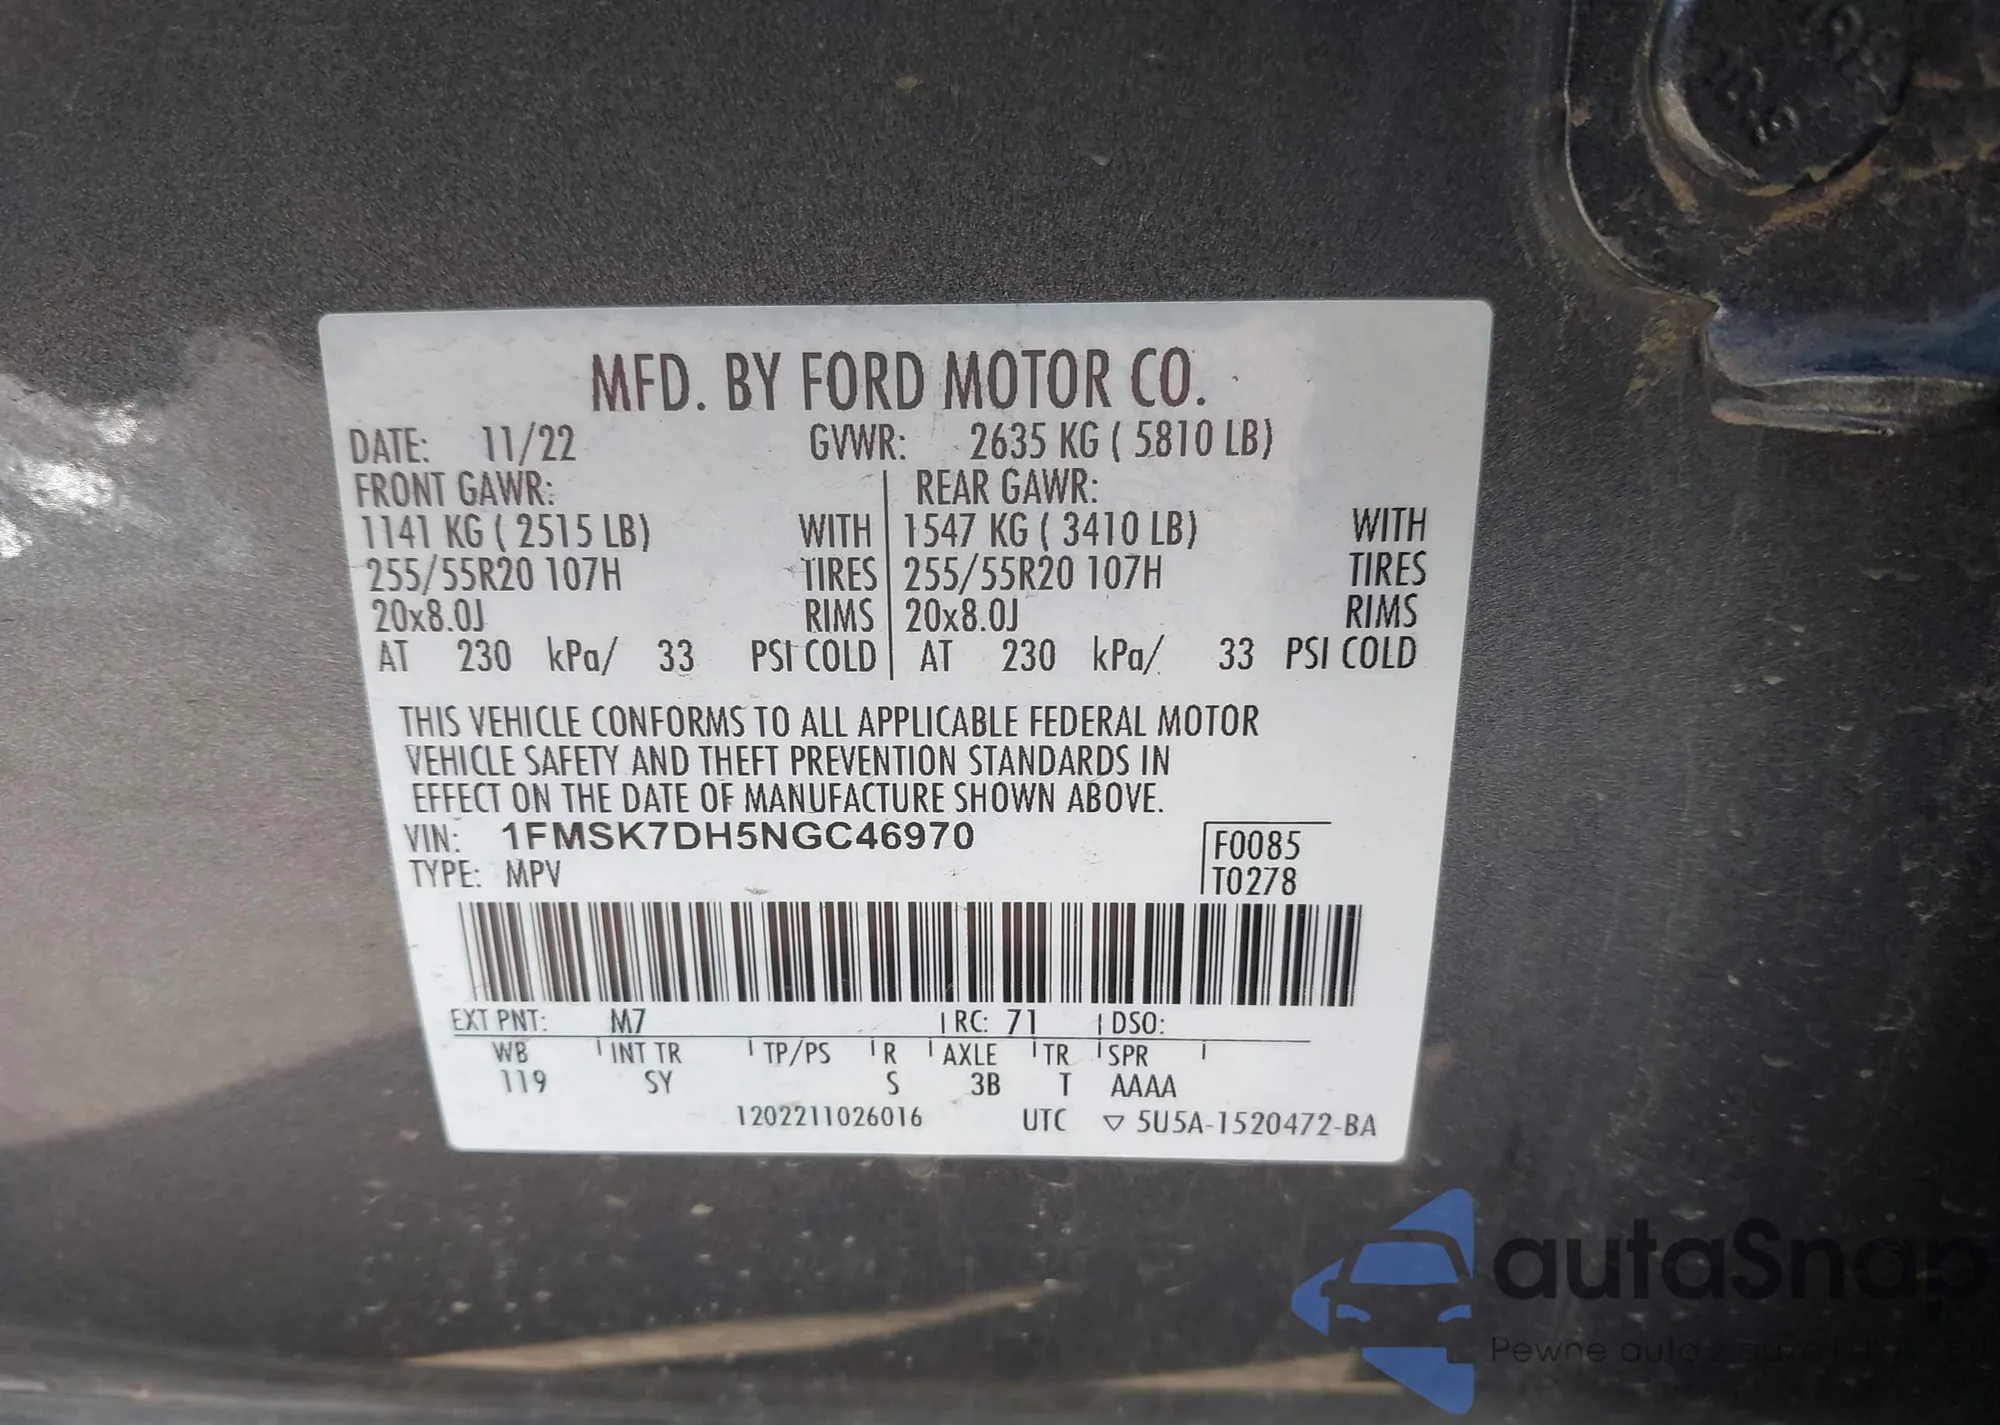 MFD. BY FORD MOTOR CO.
DATE: 11/22 GVWR: 2635 KG ( 5810 LB)
FRONT GAWR: REAR GAWR:
1141 KG ( 2515 LB) WITH 1547 KG ( 3410 LB) WITH
255/55R20 107H TIRES 255/55R20 107H TIRES
20x8.0J RIMS 20x8.0J RIMS
AT 230 kPa/ 33 PSI COLD AT 230 kPa/ 33 PSI COLD
THIS VEHICLE CONFORMS TO ALL APPLICABLE FEDERAL MOTOR
VEHICLE SAFETY AND THEFT PREVENTION STANDARDS IN
EFFECT ON THE DATE OF MANUFACTURE SHOWN ABOVE.
VIN: 1FMSK7DH5NGC46970 F0085
TYPE: MPV T0278
EXT PNT: M7 RC: 71 DSO:
WB INT TR TP/PS R AXLE TR SPR
119 SY S 3B T AAAA
1202211026016 UTC ▽ 5U5A-1520472-BA
autaSnap
Pewne auto z